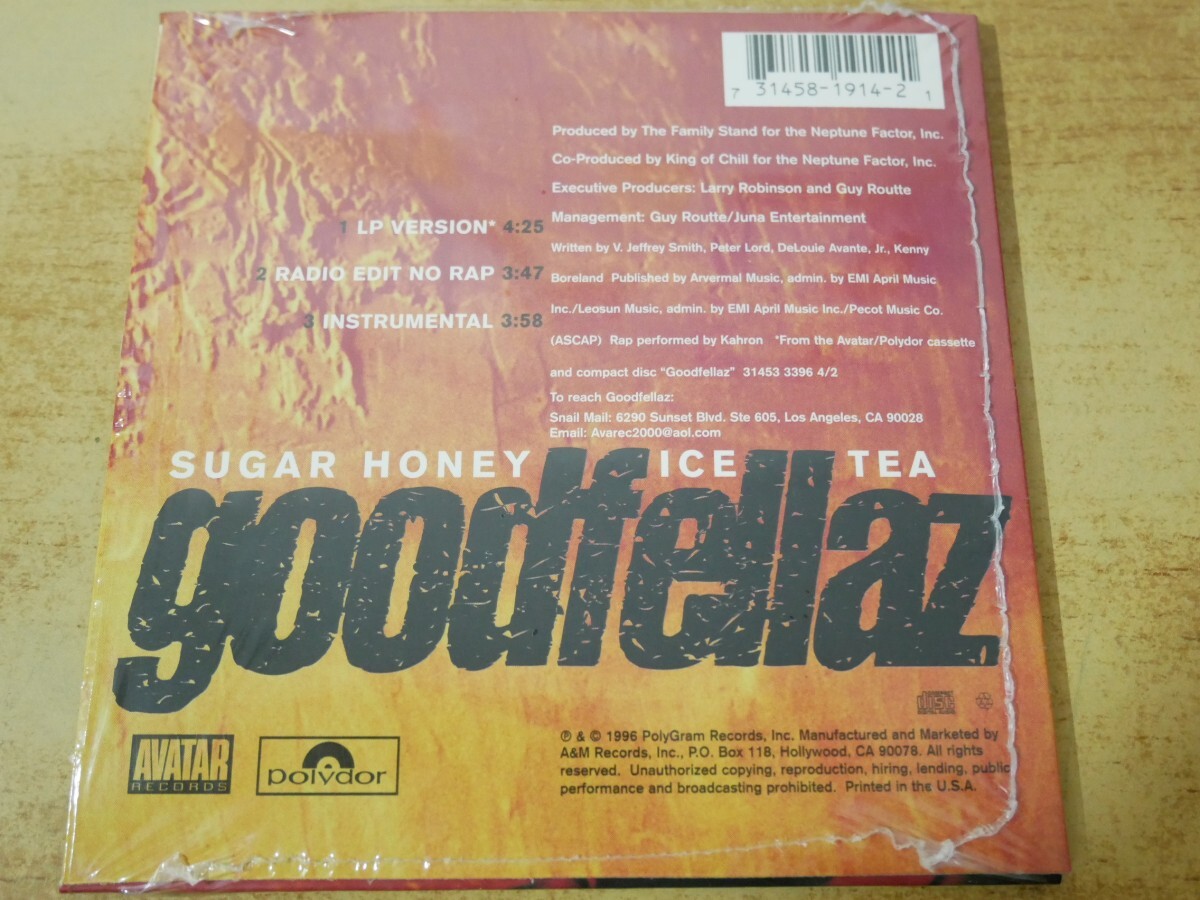 7 31458-1914-2 1
Produced by The Family Stand for the Neptune Factor, Inc.
Co-Produced by King of Chill for the Neptune Factor, Inc.
Executive Producers: Larry Robinson and Guy Routte
Management: Guy Routte/Juna Entertainment
Written by V. Jeffrey Smith, Peter Lord, DeLouie Avante, Jr., Kenny
Boreland Published by Arvermal Music, admin. by EMI April Music
Inc./Leosun Music, admin. by EMI April Music Inc./Pecot Music Co.
(ASCAP) Rap performed by Kahron *From the Avatar/Polydor cassette
and compact disc "Goodfellaz" 31453 3396 4/2
To reach Goodfellaz:
Snail Mail: 6290 Sunset Blvd. Ste 605, Los Angeles, CA 90028
Email: Avarec2000@aol.com
1 LP VERSION* 4:25
2 RADIO EDIT NO RAP 3:47
3 INSTRUMENTAL 3:58
SUGAR HONEY ICE TEA
goodfellaz
disc
AVATAR
RECORDS
polydor
℗ & © 1996 PolyGram Records, Inc. Manufactured and Marketed by
A&M Records, Inc., P.O. Box 118, Hollywood, CA 90078. All rights
reserved. Unauthorized copying, reproduction, hiring, lending, public
performance and broadcasting prohibited. Printed in the U.S.A.